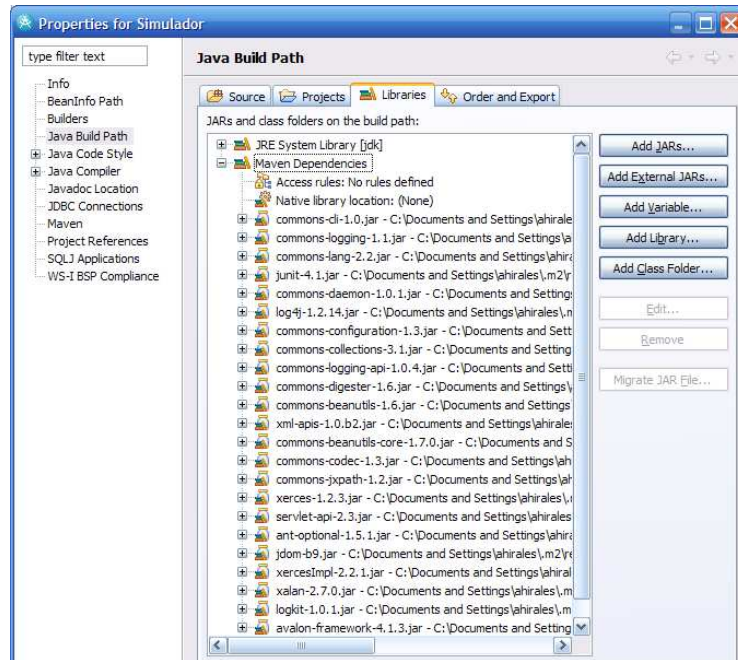 Properties for Simulador
type filter text
Info
BeanInfo Path
Builders
Java Build Path
Java Code Style
Java Compiler
Javadoc Location
JDBC Connections
Maven
Project References
SQLJ Applications
WS-I BSP Compliance
Java Build Path
Source Projects Libraries Order and Export
JARs and class folders on the build path:
JRE System Library [jdk]
Maven Dependencies
Access rules: No rules defined
Native library location: (None)
commons-cli-1.0.jar - C:\Documents and Settings\ahirale
commons-logging-1.1.jar - C:\Documents and Settings\a
commons-lang-2.2.jar - C:\Documents and Settings\ahira
junit-4.1.jar - C:\Documents and Settings\ahirales\.m2\r
commons-daemon-1.0.1.jar - C:\Documents and Setting
log4j-1.2.14.jar - C:\Documents and Settings\ahirales\.m
commons-configuration-1.3.jar - C:\Documents and Sett
commons-collections-3.1.jar - C:\Documents and Setting
commons-logging-api-1.0.4.jar - C:\Documents and Sett
commons-digester-1.6.jar - C:\Documents and Settings\
commons-beanutils-1.6.jar - C:\Documents and Settings
xml-apis-1.0.b2.jar - C:\Documents and Settings\ahirale
commons-beanutils-core-1.7.0.jar - C:\Documents and S
commons-codec-1.3.jar - C:\Documents and Settings\ah
commons-jxpath-1.2.jar - C:\Documents and Settings\ah
xerces-1.2.3.jar - C:\Documents and Settings\ahirales\.m
servlet-api-2.3.jar - C:\Documents and Settings\ahirales
ant-optional-1.5.1.jar - C:\Documents and Settings\ahir
jdom-b9.jar - C:\Documents and Settings\ahirales\.m2\re
xercesImpl-2.2.1.jar - C:\Documents and Settings\ahiral
xalan-2.7.0.jar - C:\Documents and Settings\ahirales\.m
logkit-1.0.1.jar - C:\Documents and Settings\ahirales\.m
avalon-framework-4.1.3.jar - C:\Documents and Setting
Add JARs...
Add External JARs...
Add Variable...
Add Library...
Add Class Folder...
Edit...
Remove
Migrate JAR File...